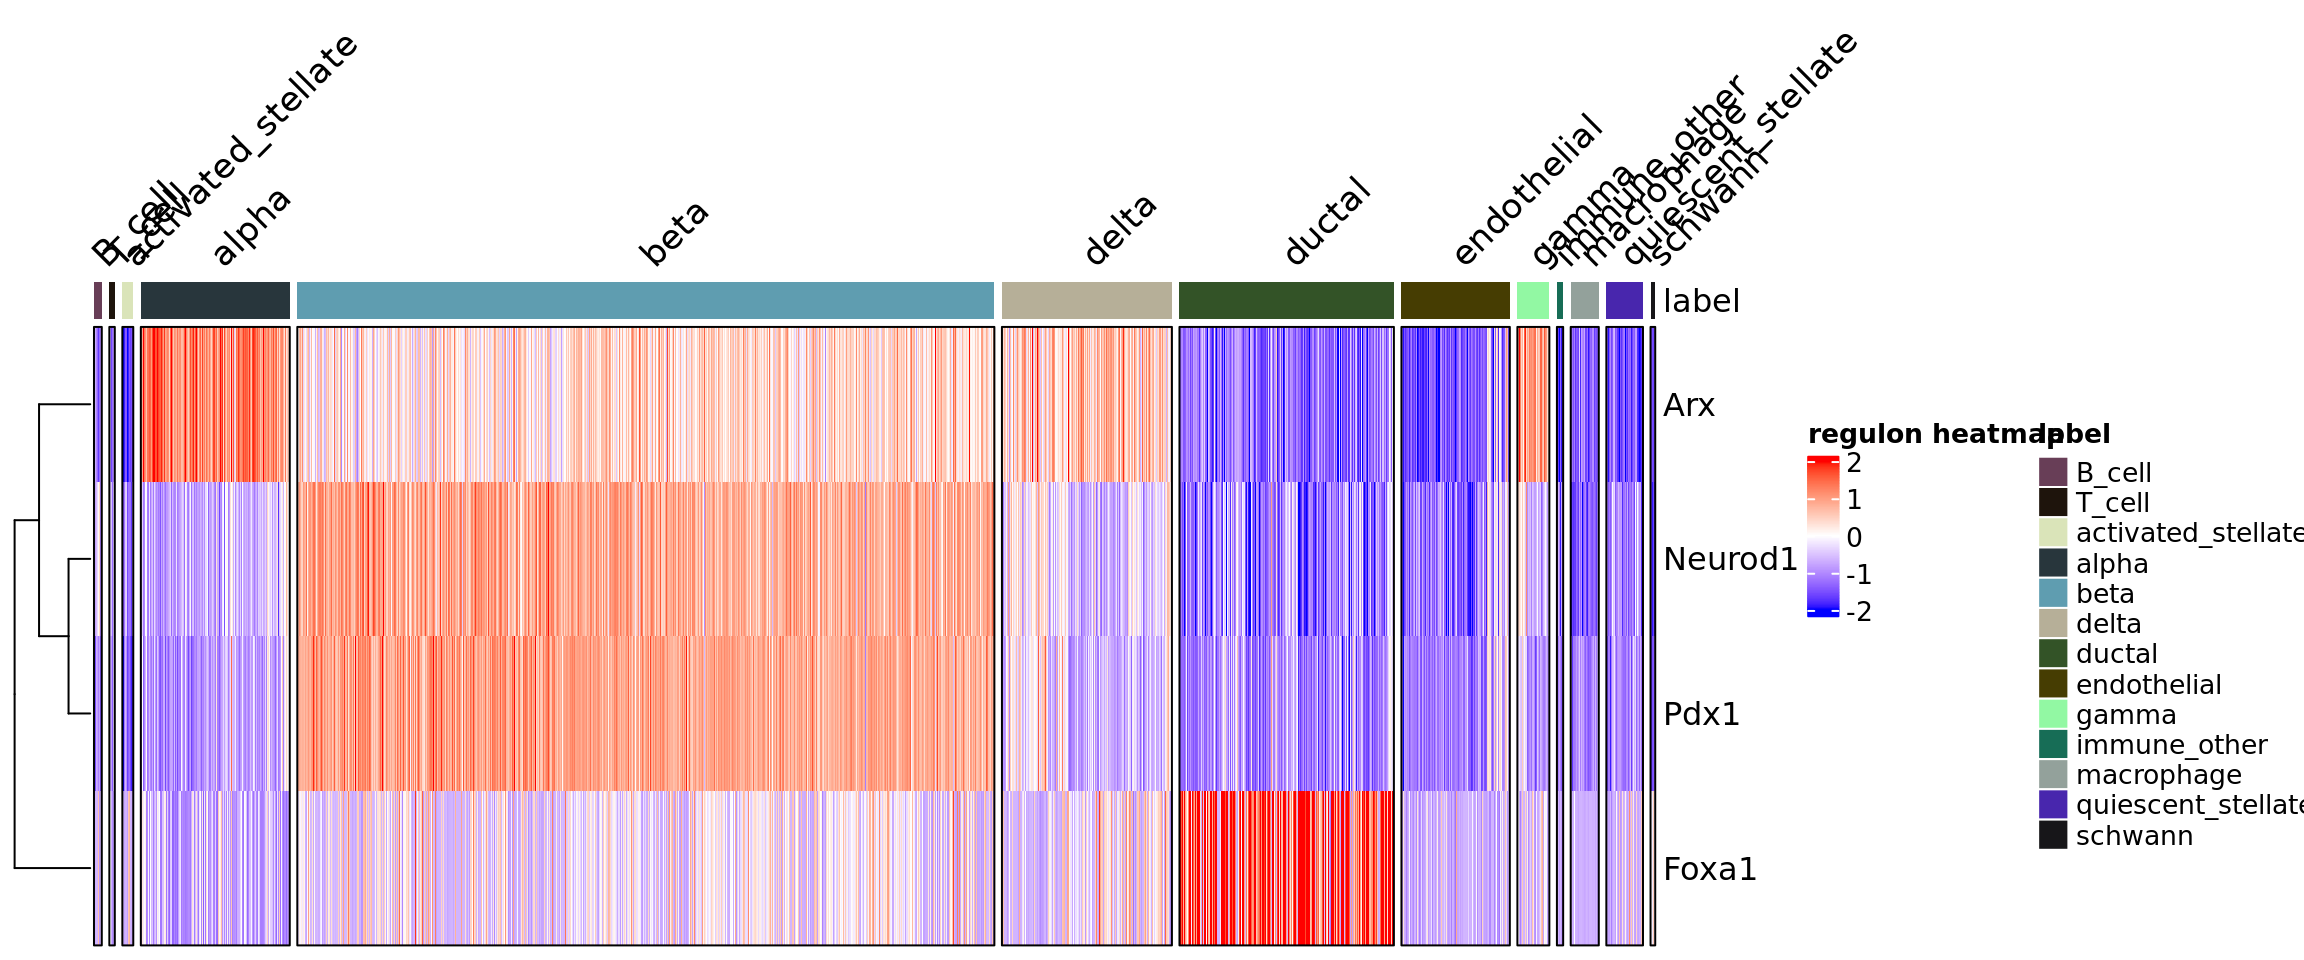 B_cell
T_cell
activated_stellate
alpha
beta
delta
ductal
endothelial
gamma
immune_other
macrophage
quiescent_stellate
schwann
label
Arx
Neurod1
Pdx1
Foxa1
regulon heatmap
2
1
0
-1
-2
label
B_cell
T_cell
activated_stellate
alpha
beta
delta
ductal
endothelial
gamma
immune_other
macrophage
quiescent_stellate
schwann